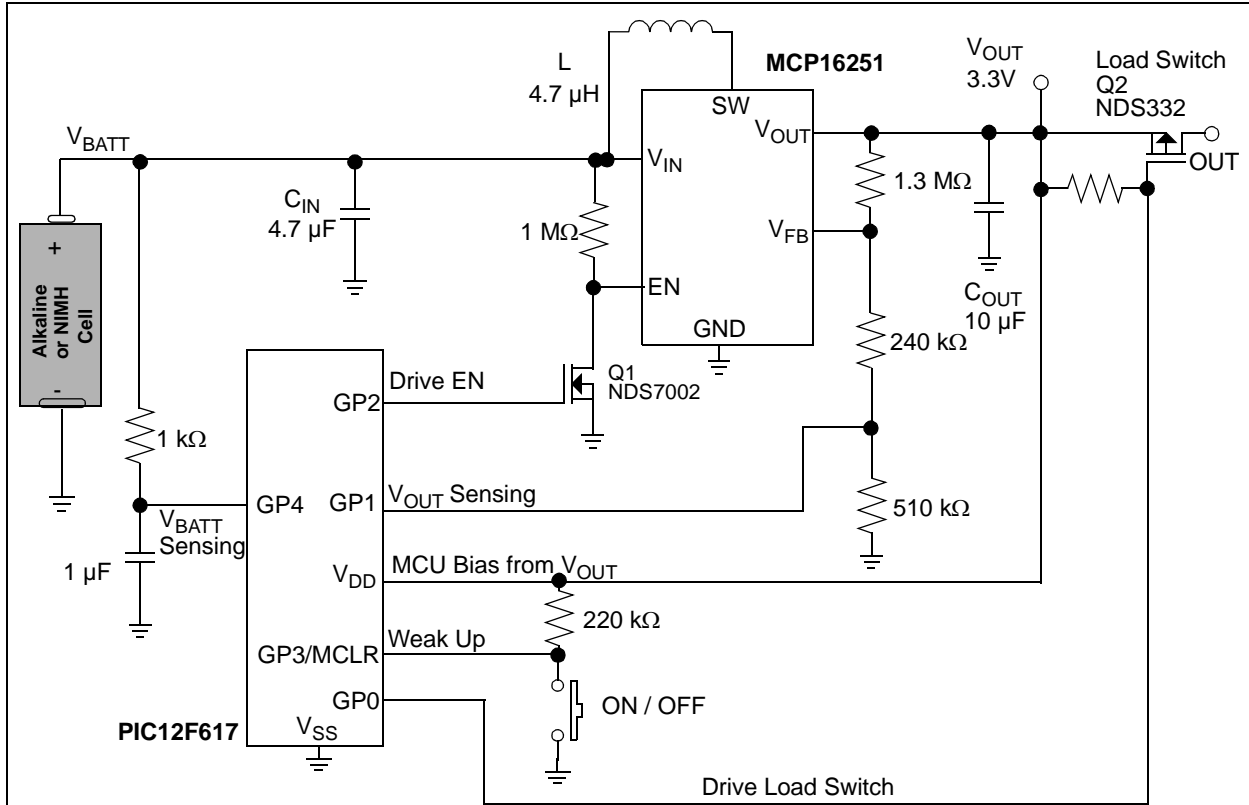 L
4.7 µH
MCP16251
V_OUT
3.3V
Load Switch
Q2
NDS332
SW
V_OUT
V_BATT
V_IN
OUT
1.3 MΩ
C_IN
4.7 µF
1 MΩ
V_FB
+
Alkaline
or NIMH
Cell
-
EN
C_OUT
10 µF
GND
240 kΩ
Drive EN
Q1
NDS7002
GP2
1 kΩ
GP4
GP1
V_OUT Sensing
510 kΩ
V_BATT
Sensing
1 µF
V_DD
MCU Bias from V_OUT
220 kΩ
Weak Up
GP3/MCLR
GP0
ON / OFF
PIC12F617
V_SS
Drive Load Switch